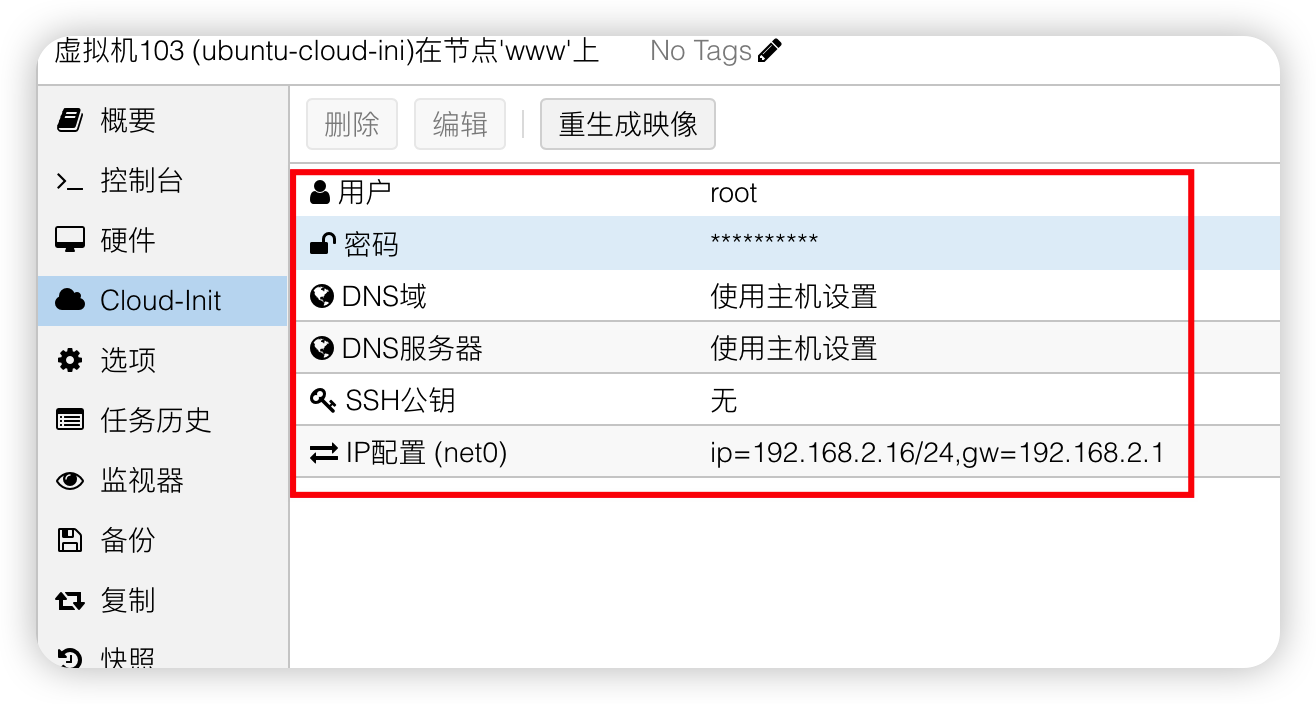 虚拟机103 (ubuntu-cloud-ini)在节点'www'上 No Tags
概要
控制台
硬件
Cloud-Init
选项
任务历史
监视器
备份
复制
快照
删除 编辑 重生成映像
用户 root
密码 **********
DNS域 使用主机设置
DNS服务器 使用主机设置
SSH公钥 无
IP配置 (net0) ip=192.168.2.16/24,gw=192.168.2.1